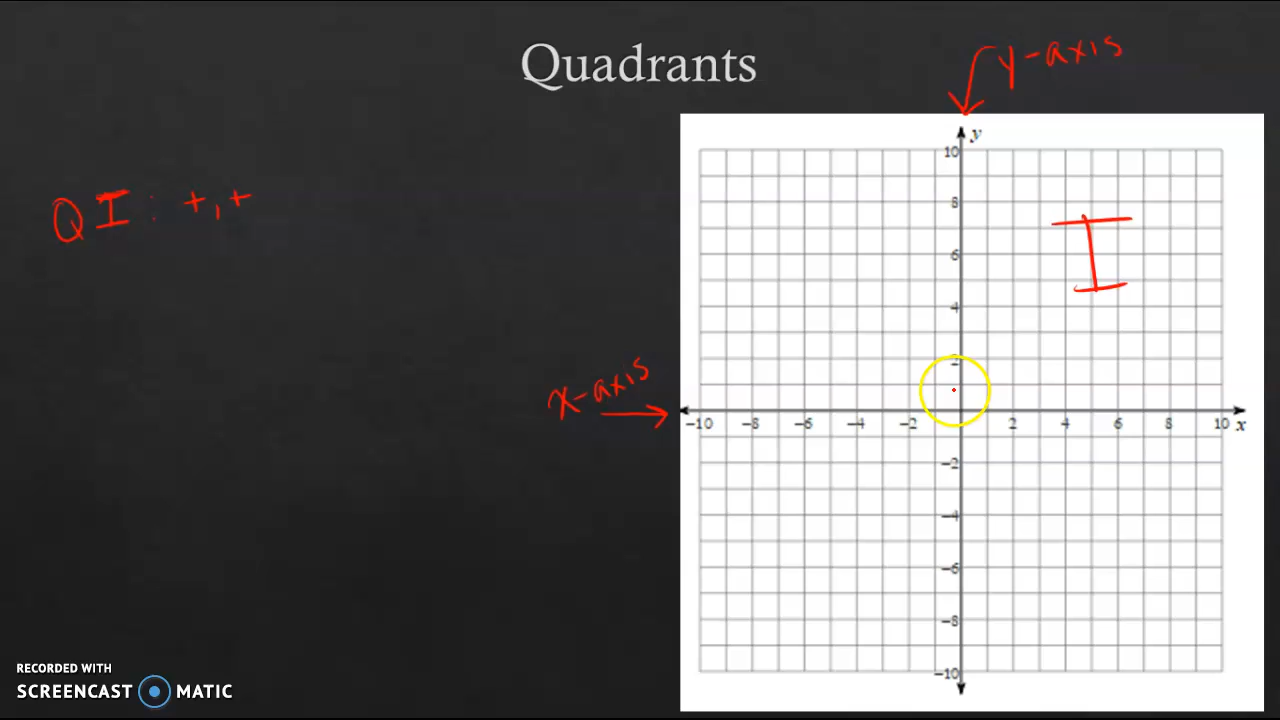 Quadrants
y-axis
QI: +,+
I
x-axis
y
10
8
6
4
2
-10 -8 -6 -4 -2 2 4 6 8 10 x
-2
-4
-6
-8
-10
RECORDED WITH
SCREENCAST MATIC